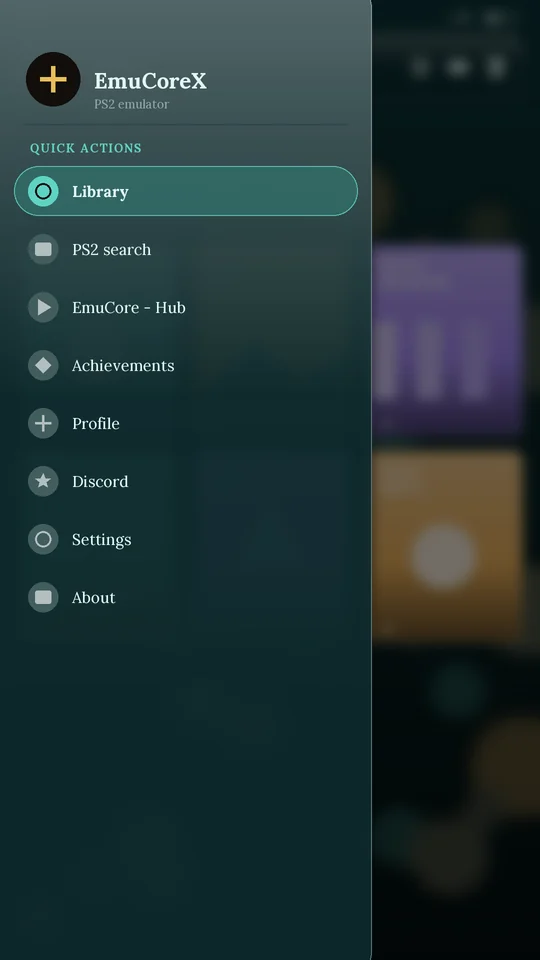 EmuCoreX
PS2 emulator
QUICK ACTIONS
Library
PS2 search
EmuCore - Hub
Achievements
Profile
Discord
Settings
About